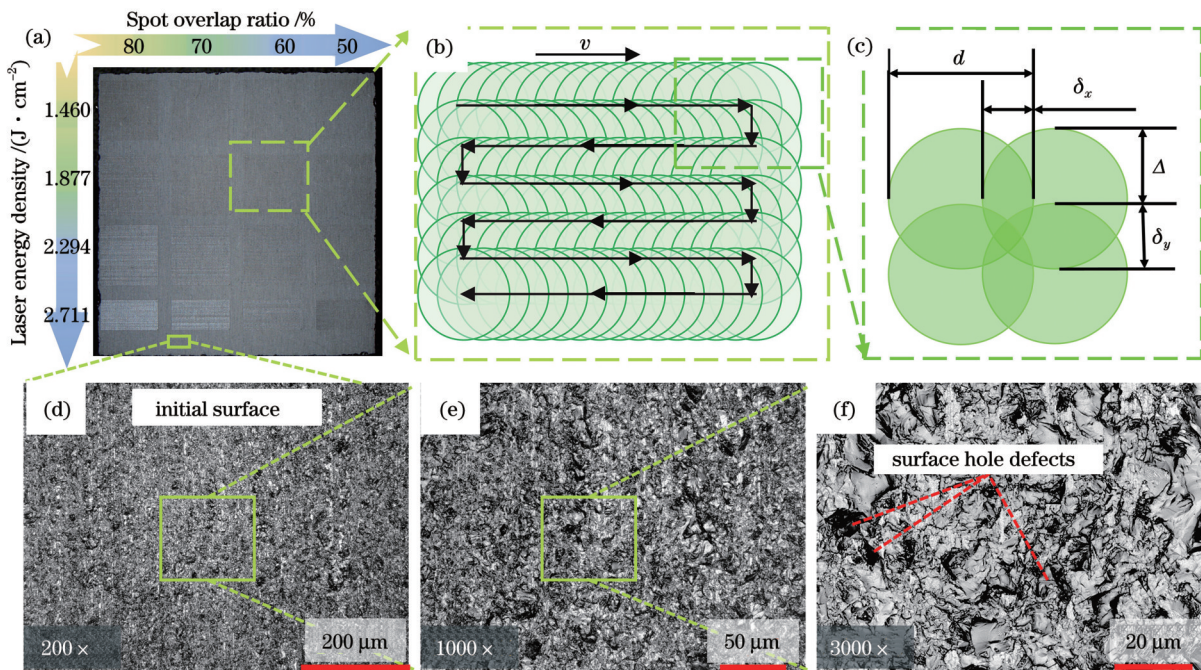 Spot overlap ratio /%
(a)
80 70 60 50
Laser energy density /(J · cm⁻²)
1.460
1.877
2.294
2.711
(b)
v
(c)
d
δₓ
Δ
δᵧ
(d)
initial surface
200 ×
200 μm
(e)
1000 ×
50 μm
(f)
surface hole defects
3000 ×
20 μm